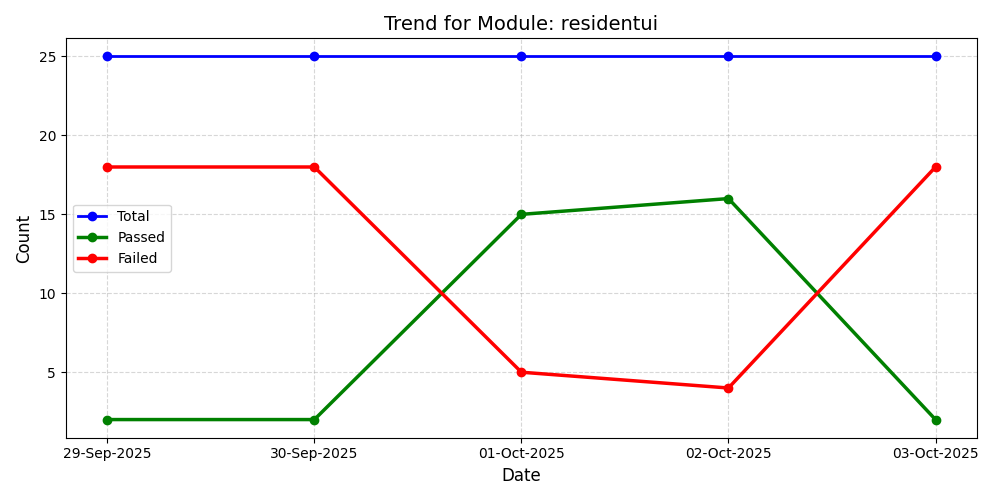 Trend for Module: residentui
Count
25
20
15
10
5
Total
Passed
Failed
29-Sep-2025
30-Sep-2025
01-Oct-2025
02-Oct-2025
03-Oct-2025
Date